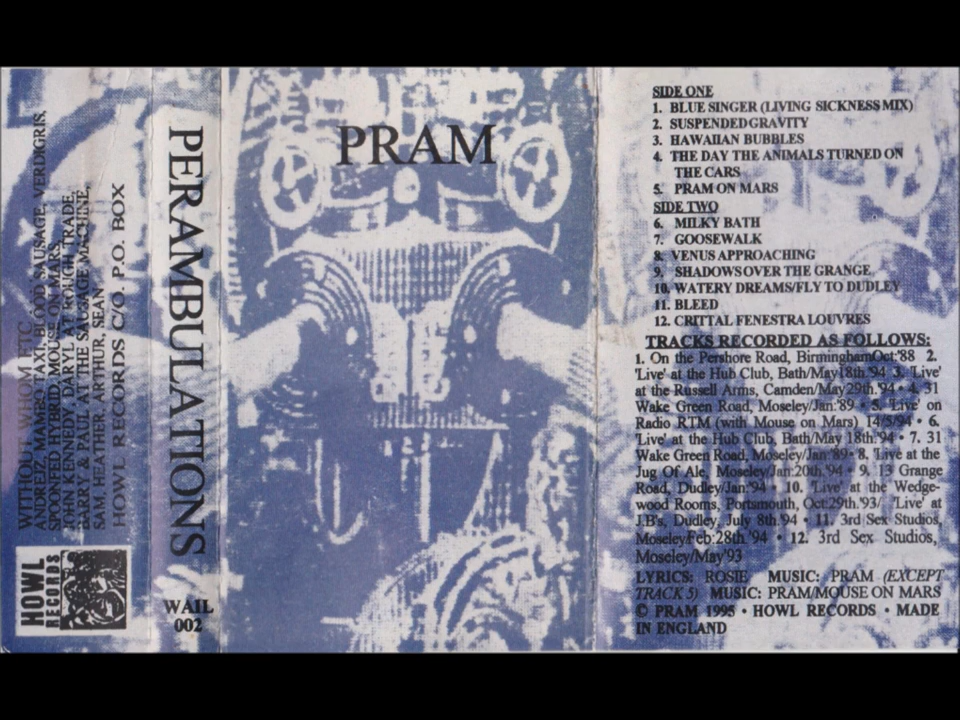 WITHOUT WHOM ETC
ANDREIZ, MAMBO TAXI, BLOOD SAUSAGE, VERDIGRIS,
SPOONFED HYBRID, MOUSE ON MARS,
JOHN KENNEDY, DARYL AT ROUGH TRADE,
BARRY & PAUL AT THE SAUSAGE MACHINE,
SAM, HEATHER, ARTHUR, SEAN
HOWL RECORDS C/O. P.O. BOX
HOWL
RECORDS
PERAMBULATIONS
WAIL
002
PRAM
SIDE ONE
1. BLUE SINGER (LIVING SICKNESS MIX)
2. SUSPENDED GRAVITY
3. HAWAIIAN BUBBLES
4. THE DAY THE ANIMALS TURNED ON
THE CARS
5. PRAM ON MARS
SIDE TWO
6. MILKY BATH
7. GOOSEWALK
8. VENUS APPROACHING
9. SHADOWS OVER THE GRANGE
10. WATERY DREAMS/FLY TO DUDLEY
11. BLEED
12. CRITTAL FENESTRA LOUVRES
TRACKS RECORDED AS FOLLOWS:
1. On the Pershore Road, Birmingham Oct:'88 2.
'Live' at the Hub Club, Bath/May 18th.'94 3. 'Live'
at the Russell Arms, Camden/May 29th.'94 • 4. 31
Wake Green Road, Moseley/Jan:'89 • 5. 'Live' on
Radio RTM (with Mouse on Mars) 14/5/94 • 6.
'Live' at the Hub Club, Bath/May 18th:'94 • 7. 31
Wake Green Road, Moseley/Jan:'89 • 8. 'Live at the
Jug Of Ale, Moseley/Jan:20th.'94 • 9. 13 Grange
Road, Dudley/Jan:'94 • 10. 'Live' at the Wedge-
wood Rooms, Portsmouth, Oct:29th.'93/ 'Live' at
J.B's, Dudley, July 8th.'94 • 11. 3rd Sex Studios,
Moseley/Feb:28th.'94 • 12. 3rd Sex Studios,
Moseley/May'93
LYRICS: ROSIE MUSIC: PRAM (EXCEPT
TRACK 5) MUSIC: PRAM/MOUSE ON MARS
© PRAM 1995 • HOWL RECORDS • MADE
IN ENGLAND